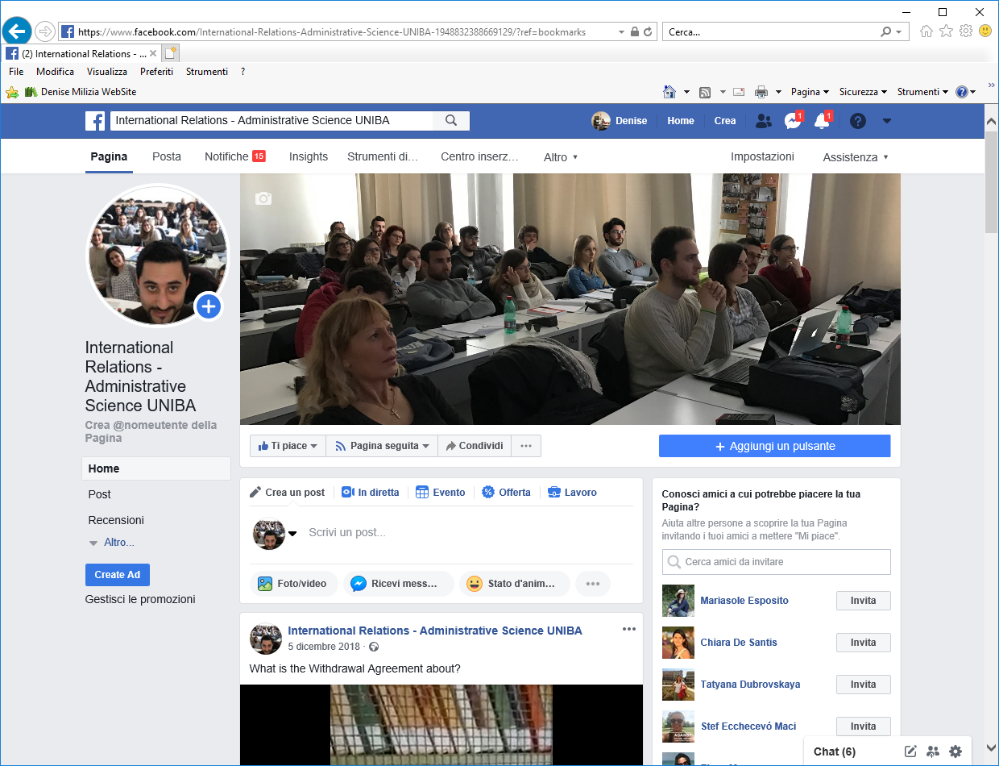 https://www.facebook.com/International-Relations-Administrative-Science-UNIBA-1948832388669129/?ref=bookmarks
Cerca...
(2) International Relations - ...
File Modifica Visualizza Preferiti Strumenti ?
Denise Milizia WebSite
Pagina Sicurezza Strumenti
International Relations - Administrative Science UNIBA
Denise Home Crea 1 1
Pagina Posta Notifiche 15 Insights Strumenti di... Centro inserz... Altro Impostazioni Assistenza
International
Relations -
Administrative
Science UNIBA
Crea @nomeutente della
Pagina
Home
Post
Recensioni
Altro...
Create Ad
Gestisci le promozioni
Ti piace Pagina seguita Condividi ...
+ Aggiungi un pulsante
Crea un post In diretta Evento Offerta Lavoro
Scrivi un post...
Foto/video Ricevi mess... Stato d'anim...
International Relations - Administrative Science UNIBA
5 dicembre 2018 ·
What is the Withdrawal Agreement about?
Conosci amici a cui potrebbe piacere la tua
Pagina?
Aiuta altre persone a scoprire la tua Pagina
invitando i tuoi amici a mettere "Mi piace".
Cerca amici da invitare
Mariasole Esposito Invita
Chiara De Santis Invita
Tatyana Dubrovskaya Invita
Stef Ecchecevó Maci Invita
Chat (6)